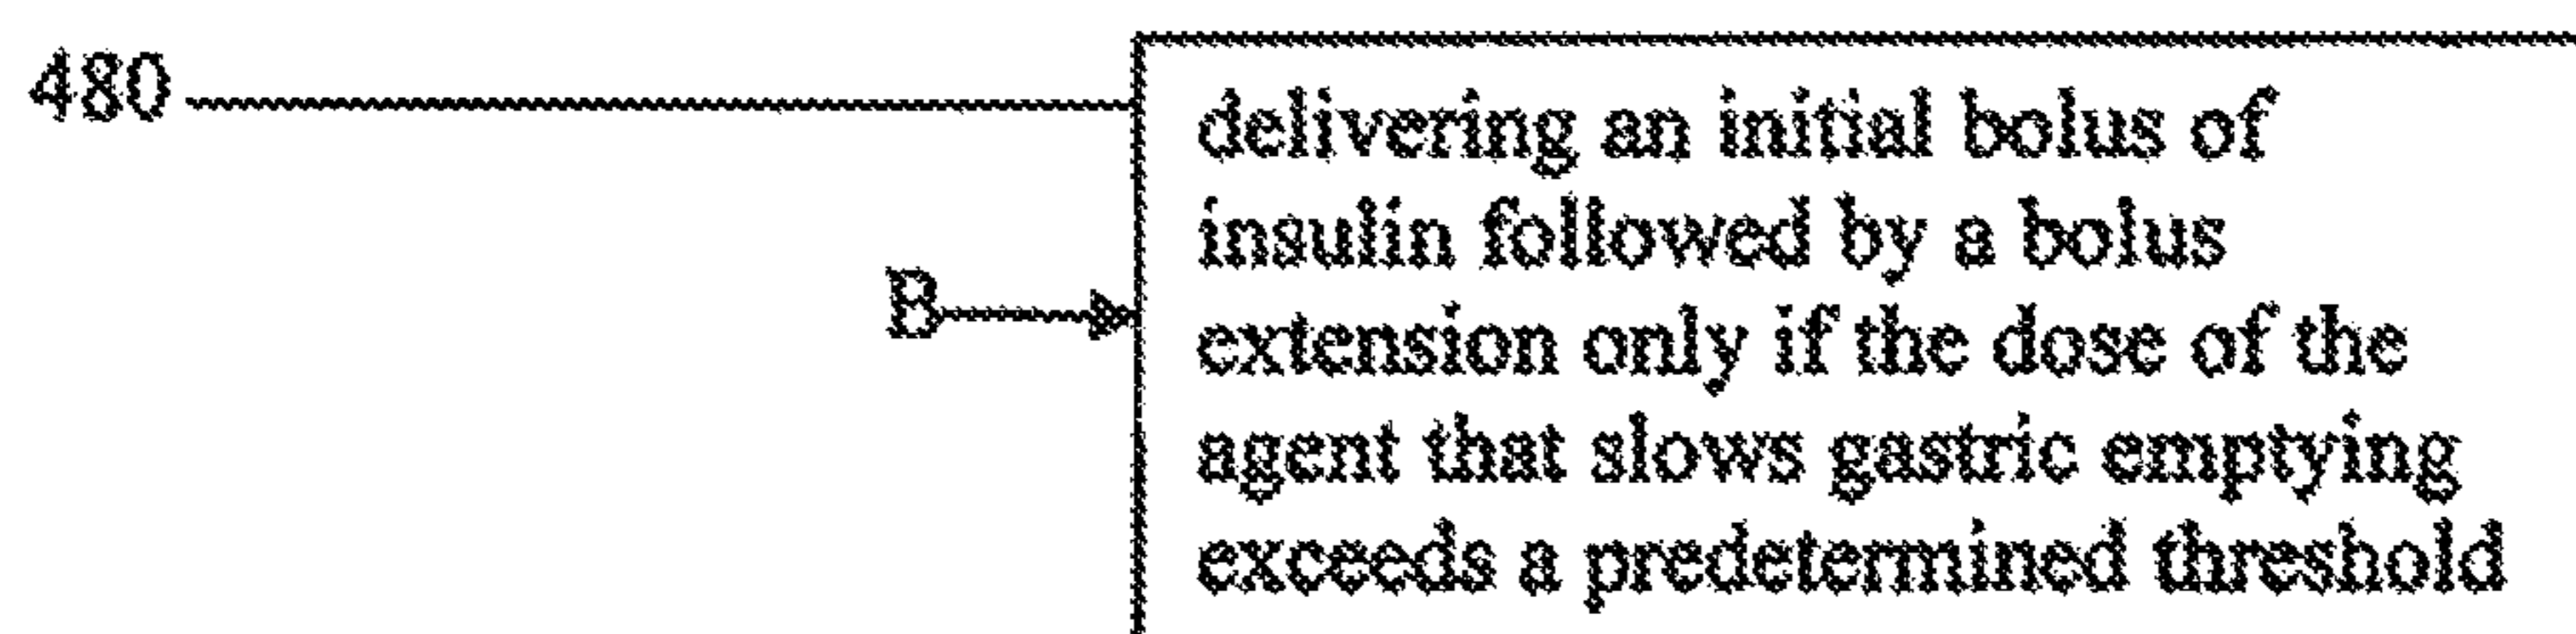 480
delivering an initial bolus of
insulin followed by a bolus
B
extension only if the dose of the
agent that slows gastric emptying
exceeds a predetermined threshold